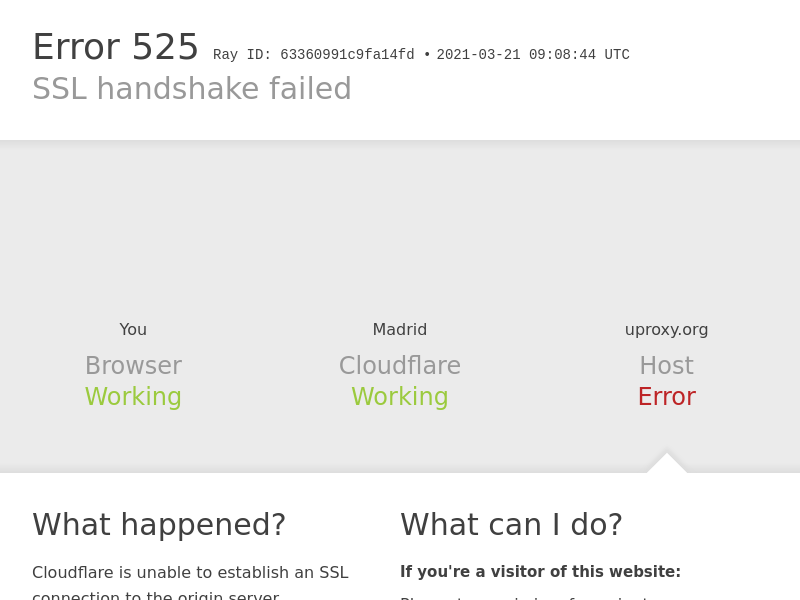 Error 525 Ray ID: 63360991c9fa14fd • 2021-03-21 09:08:44 UTC
SSL handshake failed
You
Browser
Working
Madrid
Cloudflare
Working
uproxy.org
Host
Error
What happened?
Cloudflare is unable to establish an SSL
connection to the origin server.
What can I do?
If you're a visitor of this website: